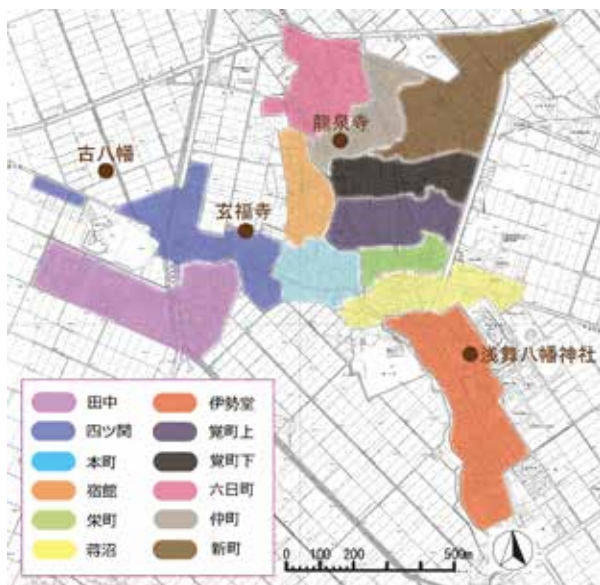 龍泉寺
古八幡
玄福寺
浅舞八幡神社
田中
四ツ関
本町
宿館
栄町
蒋沼
伊勢堂
覚町上
覚町下
六日町
仲町
新町
0 100 200 500m